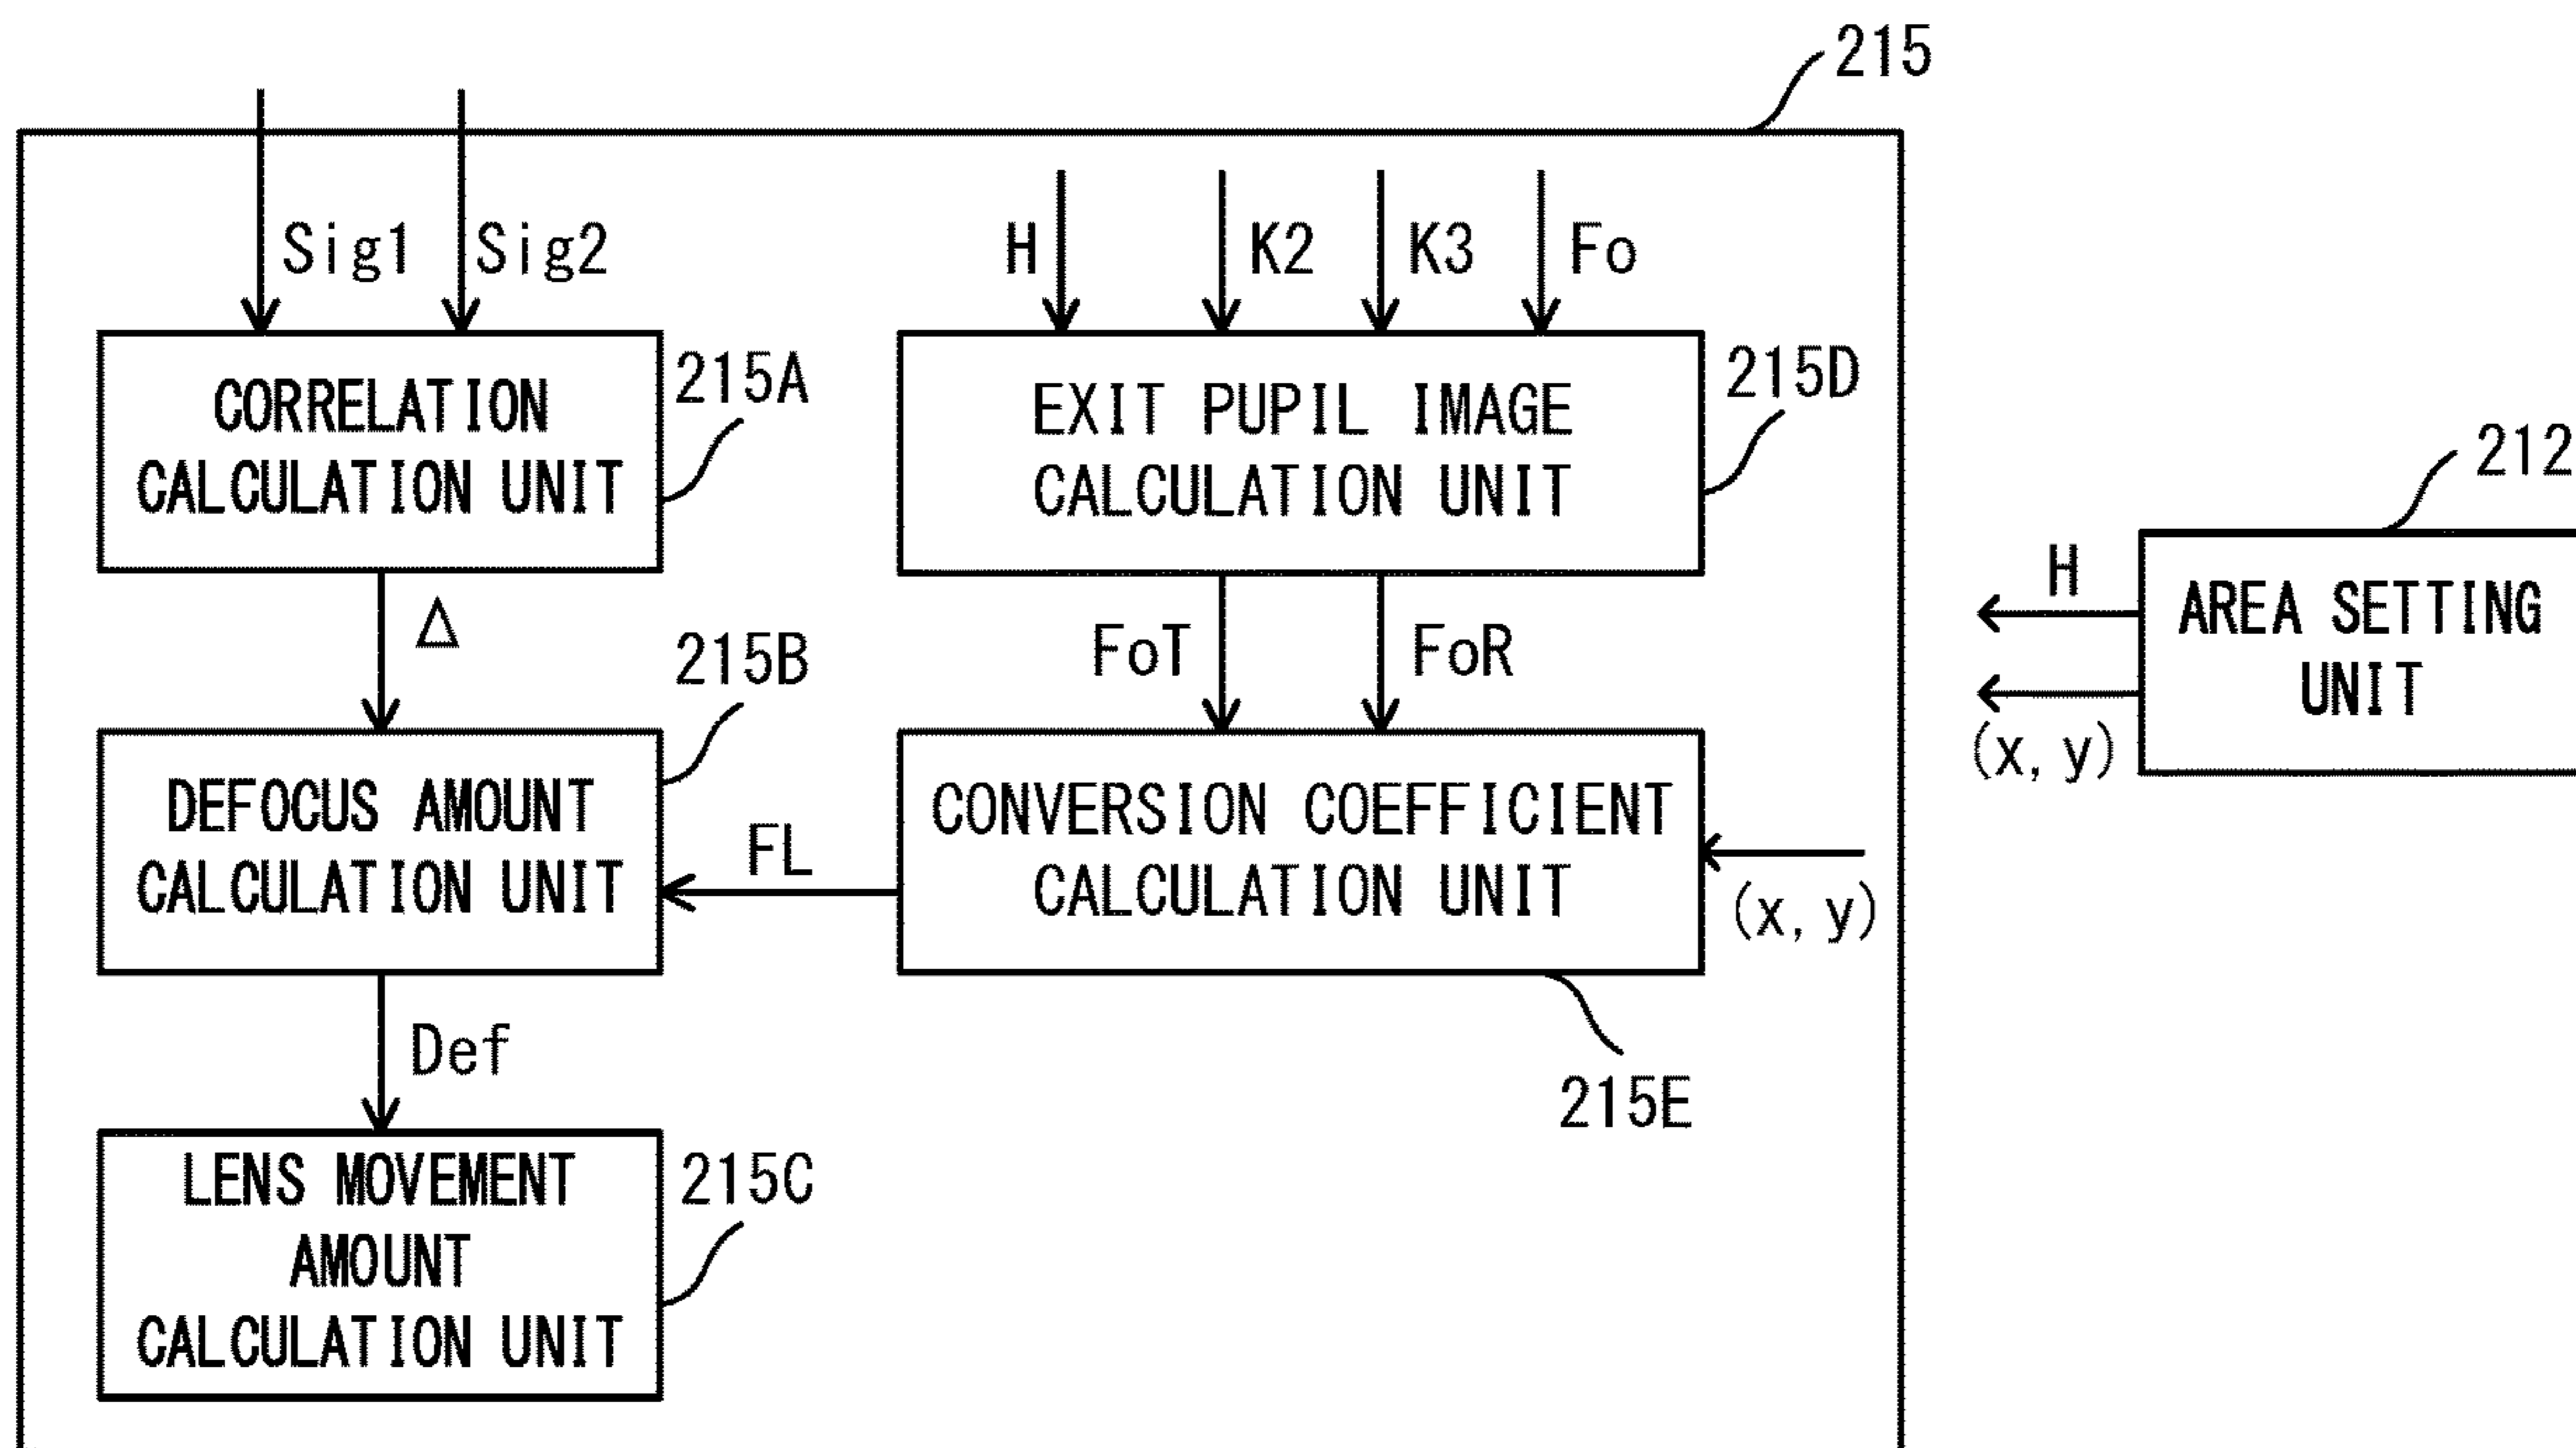 215
Sig1 Sig2 H K2 K3 Fo
CORRELATION
CALCULATION UNIT
215A
EXIT PUPIL IMAGE
CALCULATION UNIT
215D
212
H
AREA SETTING
UNIT
(x, y)
Δ
215B
FoT FoR
DEFOCUS AMOUNT
CALCULATION UNIT
FL
CONVERSION COEFFICIENT
CALCULATION UNIT
(x, y)
Def
215E
LENS MOVEMENT
AMOUNT
CALCULATION UNIT
215C